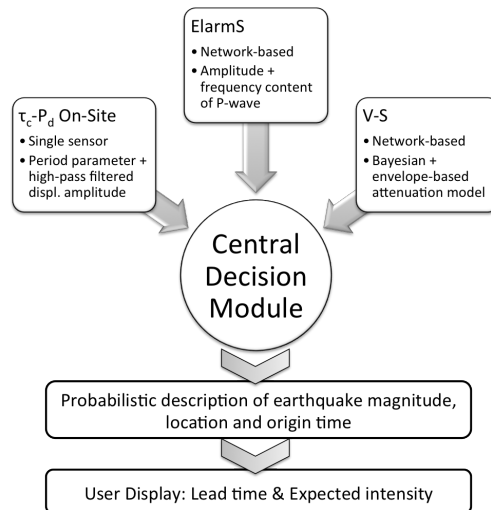 ElarmS
• Network-based
• Amplitude +
frequency content
of P-wave
τc-Pd On-Site
• Single sensor
• Period parameter +
high-pass filtered
displ. amplitude
V-S
• Network-based
• Bayesian +
envelope-based
attenuation model
Central
Decision
Module
Probabilistic description of earthquake magnitude,
location and origin time
User Display: Lead time & Expected intensity